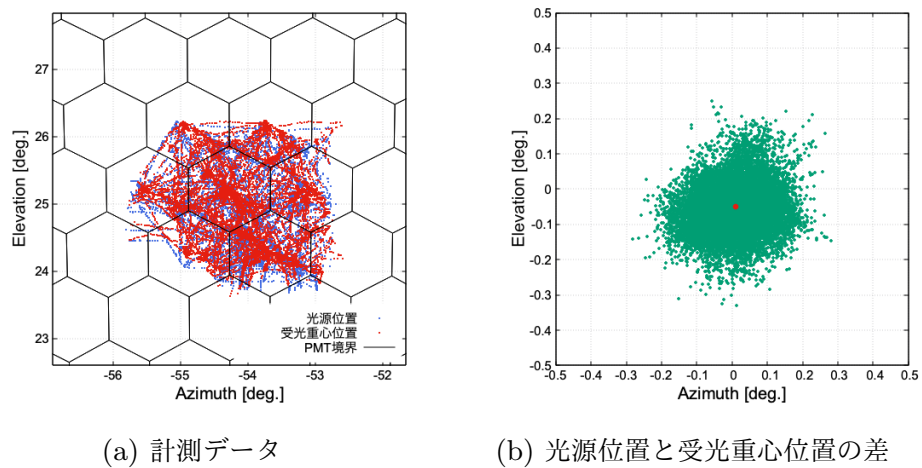 27
26
25
24
23
Elevation [deg.]
光源位置
受光重心位置
PMT境界
-56
-55
-54
-53
-52
Azimuth [deg.]
(a) 計測データ
0.5
0.4
0.3
0.2
0.1
0
-0.1
-0.2
-0.3
-0.4
-0.5
Elevation [deg.]
-0.5 -0.4 -0.3 -0.2 -0.1 0 0.1 0.2 0.3 0.4 0.5
Azimuth [deg.]
(b) 光源位置と受光重心位置の差